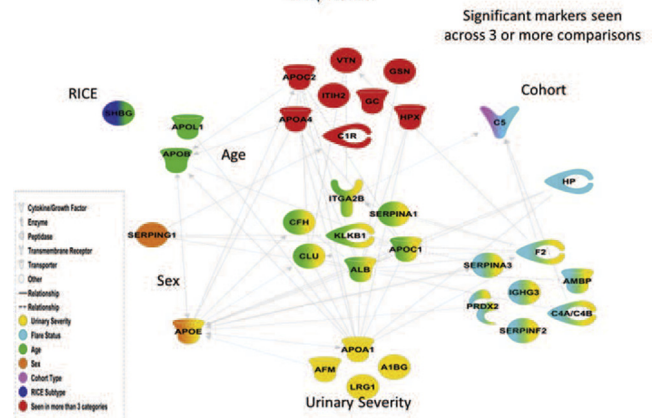 Significant markers seen
across 3 or more comparisons
RICE
Cohort
Age
Sex
Urinary Severity
VTN
GSN
APOC2
ITIH2
GC
APOA4
HPX
C1R
SHBG
APOL1
APOB
C5
HP
ITGA2B
SERPINA1
CFH
KLKB1
CLU
APOC1
ALB
SERPING1
F2
SERPINA3
AMBP
IGHG3
PRDX2
C4A/C4B
SERPINF2
APOE
APOA1
AFM
A1BG
LRG1
Cytokine/Growth Factor
Enzyme
Peptidase
Transmembrane Receptor
Transporter
Other
Relationship
Relationship
Urinary Severity
Flare Status
Age
Sex
Cohort Type
RICE Subtype
Seen in more than 3 categories